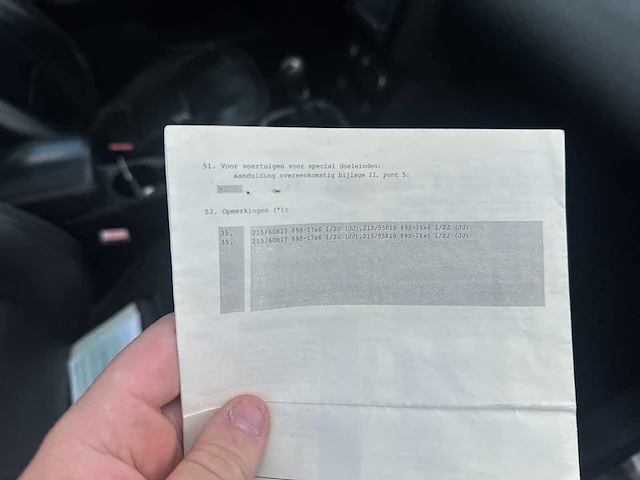 51. Voor voertuigen voor special doeleinden:
aanduiding overeenkomstig bijlage II, punt 5:
52. Opmerkingen (*):
35. 215/60R17 89S-17x6 1/2J (JJ),215/55R18 89S-18x6 1/2J (JJ)
35. 215/60R17 89S-17x6 1/2J (JJ),215/55R18 89S-18x6 1/2J (JJ)